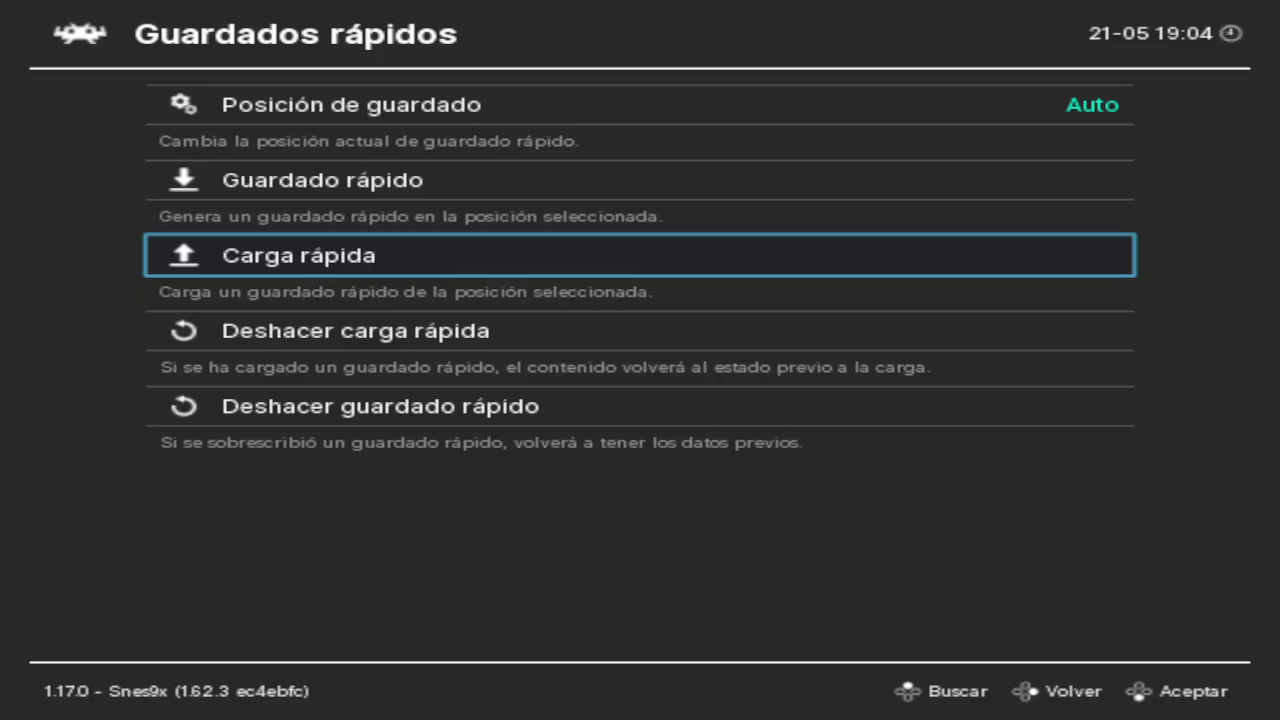 Guardados rápidos
21-05 19:04
Posición de guardado
Auto
Cambia la posición actual de guardado rápido.
Guardado rápido
Genera un guardado rápido en la posición seleccionada.
Carga rápida
Carga un guardado rápido de la posición seleccionada.
Deshacer carga rápida
Si se ha cargado un guardado rápido, el contenido volverá al estado previo a la carga.
Deshacer guardado rápido
Si se sobrescribió un guardado rápido, volverá a tener los datos previos.
1.17.0 - Snes9x (1.62.3 ec4ebfc)
Buscar
Volver
Aceptar